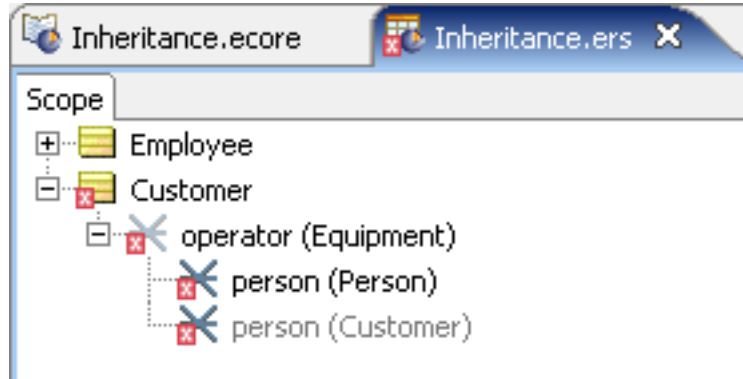 Inheritance.ecore Inheritance.ers
Scope
Employee
Customer
operator (Equipment)
person (Person)
person (Customer)